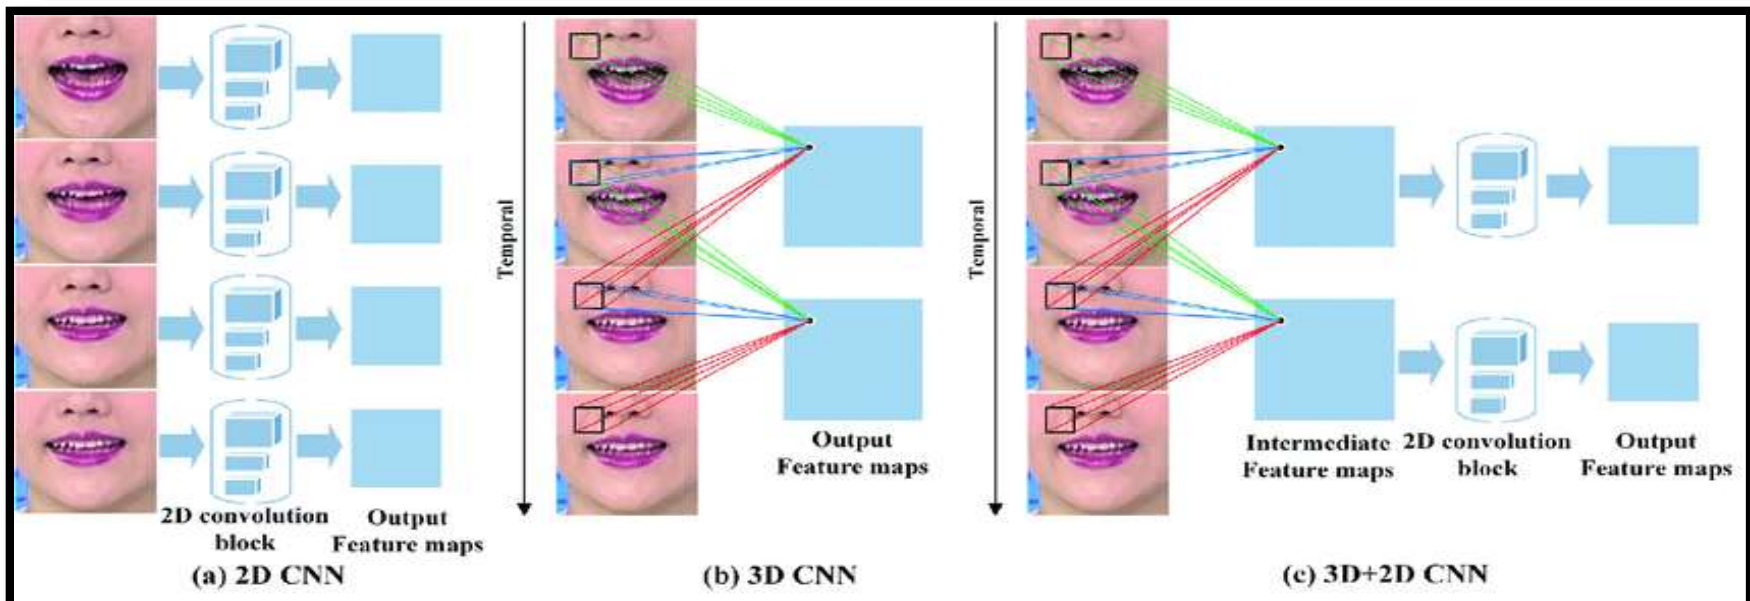 2D convolution
block
Output
Feature maps
(a) 2D CNN
Temporal
Output
Feature maps
(b) 3D CNN
Temporal
Intermediate
Feature maps
2D convolution
block
Output
Feature maps
(c) 3D+2D CNN